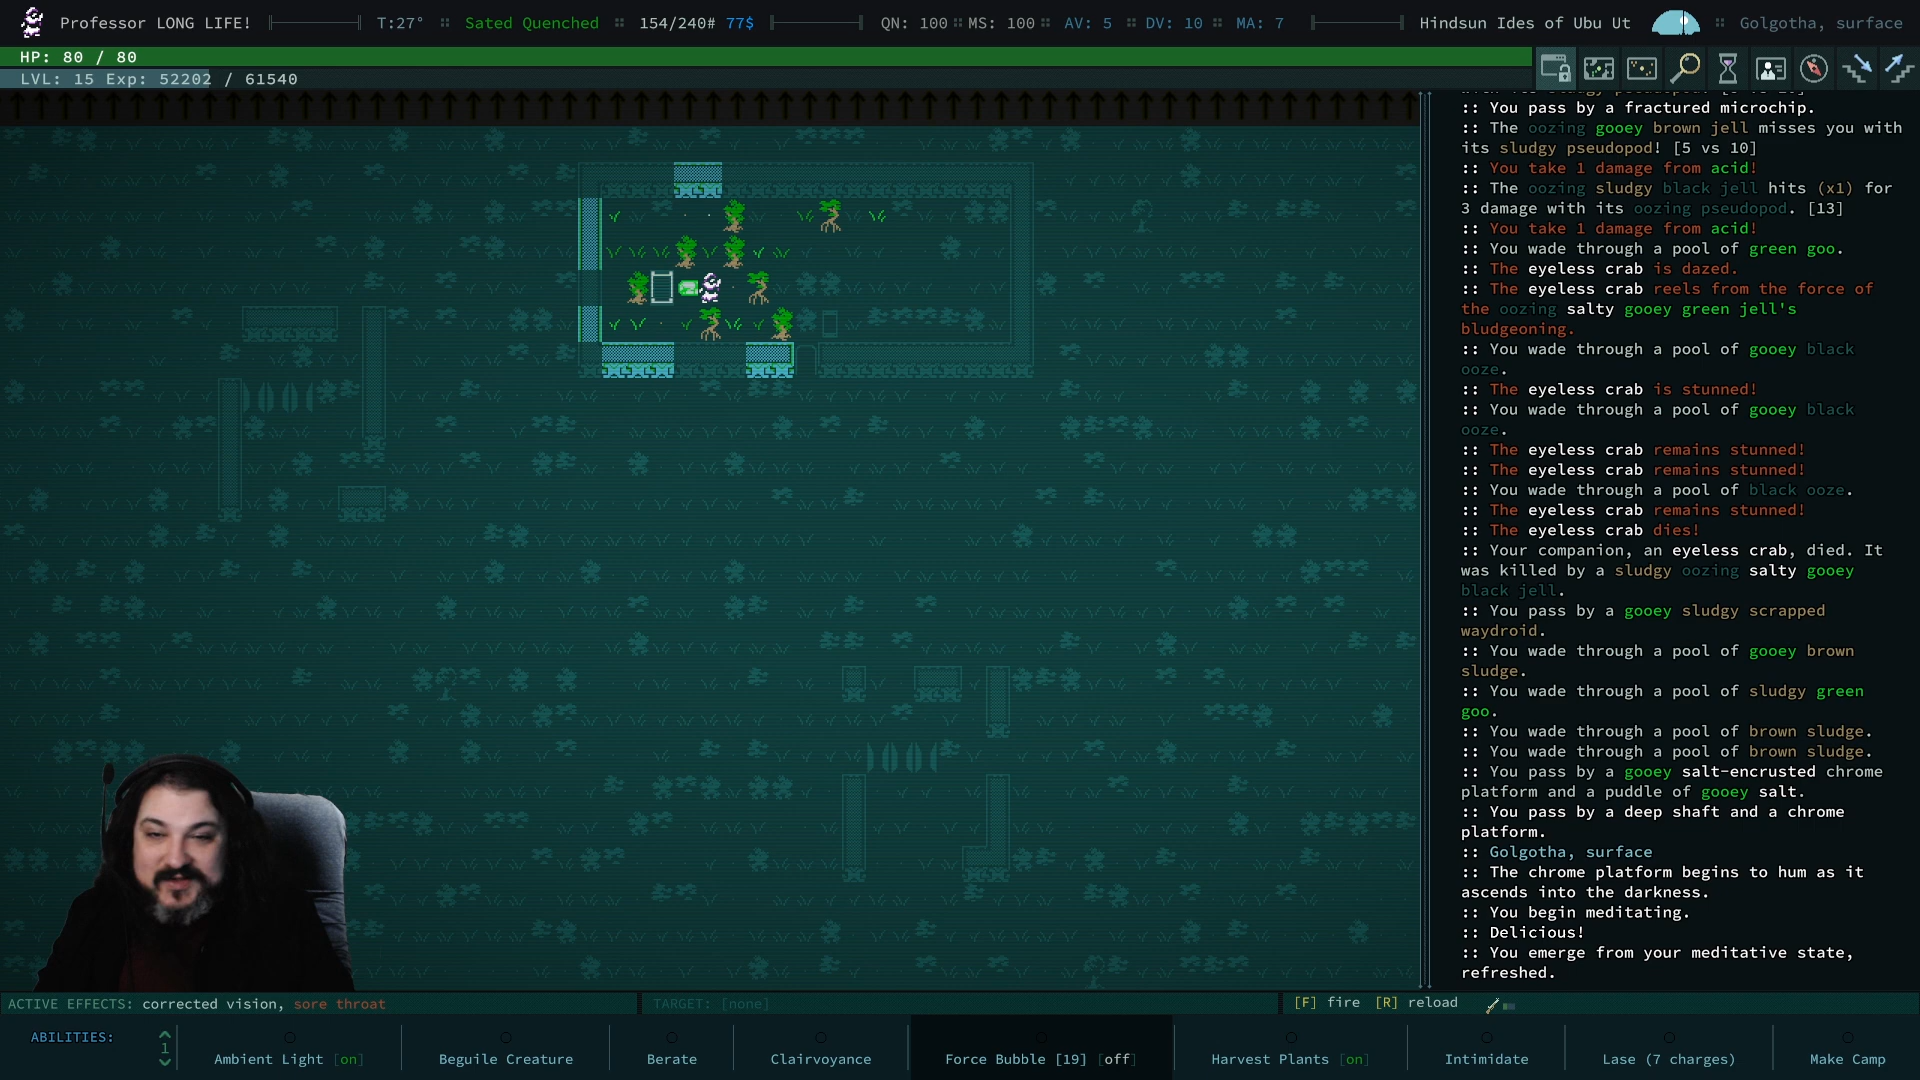 Professor LONG LIFE!
T:27° :: Sated Quenched :: 154/240# 77$
QN: 100 :: MS: 100 :: AV: 5 :: DV: 10 :: MA: 7
Hindsun Ides of Ubu Ut :: Golgotha, surface
HP: 80 / 80
LVL: 15 Exp: 52202 / 61540
:: You pass by a fractured microchip.
:: The oozing gooey brown jell misses you with
its sludgy pseudopod! [5 vs 10]
:: You take 1 damage from acid!
:: The oozing sludgy black jell hits (x1) for
3 damage with its oozing pseudopod. [13]
:: You take 1 damage from acid!
:: You wade through a pool of green goo.
:: The eyeless crab is dazed.
:: The eyeless crab reels from the force of
the oozing salty gooey green jell's
bludgeoning.
:: You wade through a pool of gooey black
ooze.
:: The eyeless crab is stunned!
:: You wade through a pool of gooey black
ooze.
:: The eyeless crab remains stunned!
:: The eyeless crab remains stunned!
:: You wade through a pool of black ooze.
:: The eyeless crab remains stunned!
:: The eyeless crab dies!
:: Your companion, an eyeless crab, died. It
was killed by a sludgy oozing salty gooey
black jell.
:: You pass by a gooey sludgy scrapped
waydroid.
:: You wade through a pool of gooey brown
sludge.
:: You wade through a pool of sludgy green
goo.
:: You wade through a pool of brown sludge.
:: You wade through a pool of brown sludge.
:: You pass by a gooey salt-encrusted chrome
platform and a puddle of gooey salt.
:: You pass by a deep shaft and a chrome
platform.
:: Golgotha, surface
:: The chrome platform begins to hum as it
ascends into the darkness.
:: You begin meditating.
:: Delicious!
:: You emerge from your meditative state,
refreshed.
ACTIVE EFFECTS: corrected vision, sore throat
TARGET: [none]
[F] fire [R] reload
ABILITIES:
1
Ambient Light [on]
Beguile Creature
Berate
Clairvoyance
Force Bubble [19] [off]
Harvest Plants [on]
Intimidate
Lase (7 charges)
Make Camp